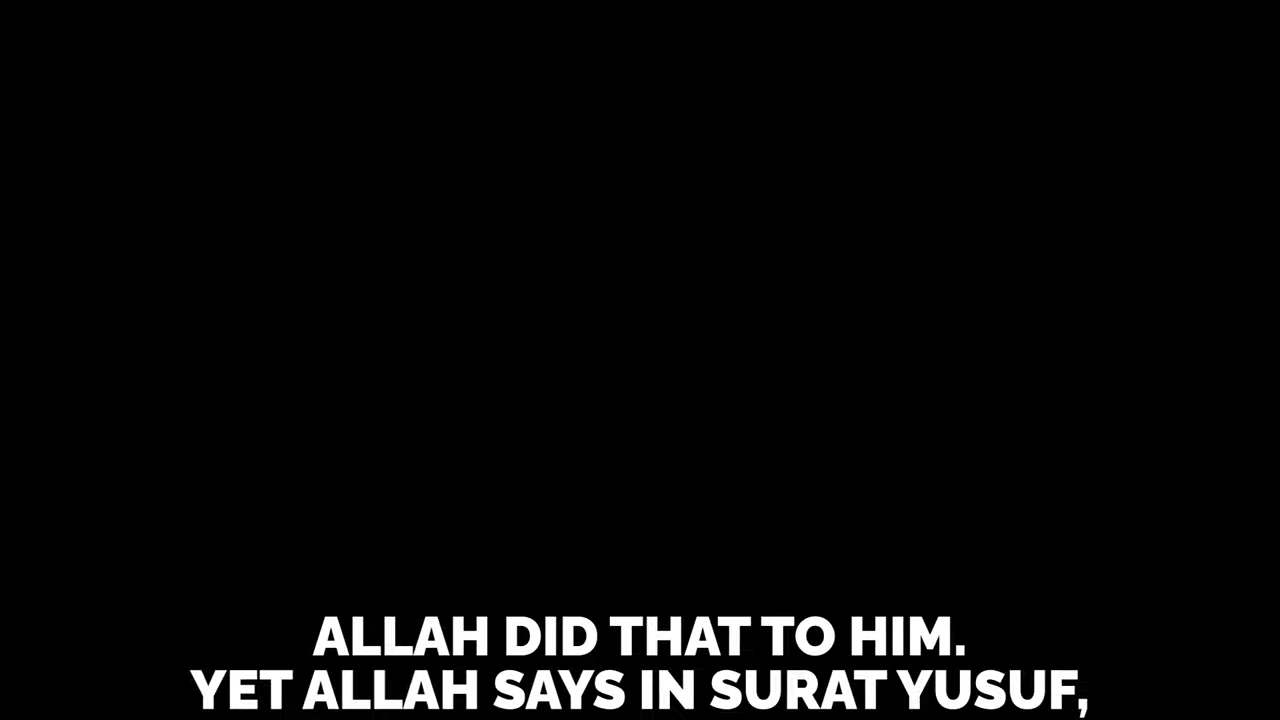 ALLAH DID THAT TO HIM.
YET ALLAH SAYS IN SURAT YUSUF,